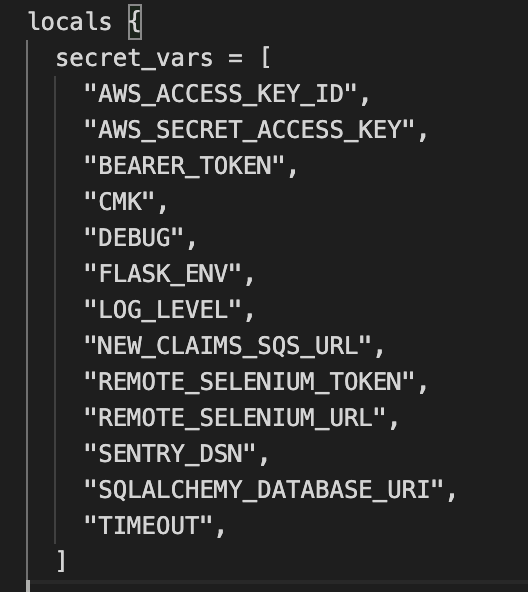 locals {
  secret_vars = [
    "AWS_ACCESS_KEY_ID",
    "AWS_SECRET_ACCESS_KEY",
    "BEARER_TOKEN",
    "CMK",
    "DEBUG",
    "FLASK_ENV",
    "LOG_LEVEL",
    "NEW_CLAIMS_SQS_URL",
    "REMOTE_SELENIUM_TOKEN",
    "REMOTE_SELENIUM_URL",
    "SENTRY_DSN",
    "SQLALCHEMY_DATABASE_URI",
    "TIMEOUT",
  ]